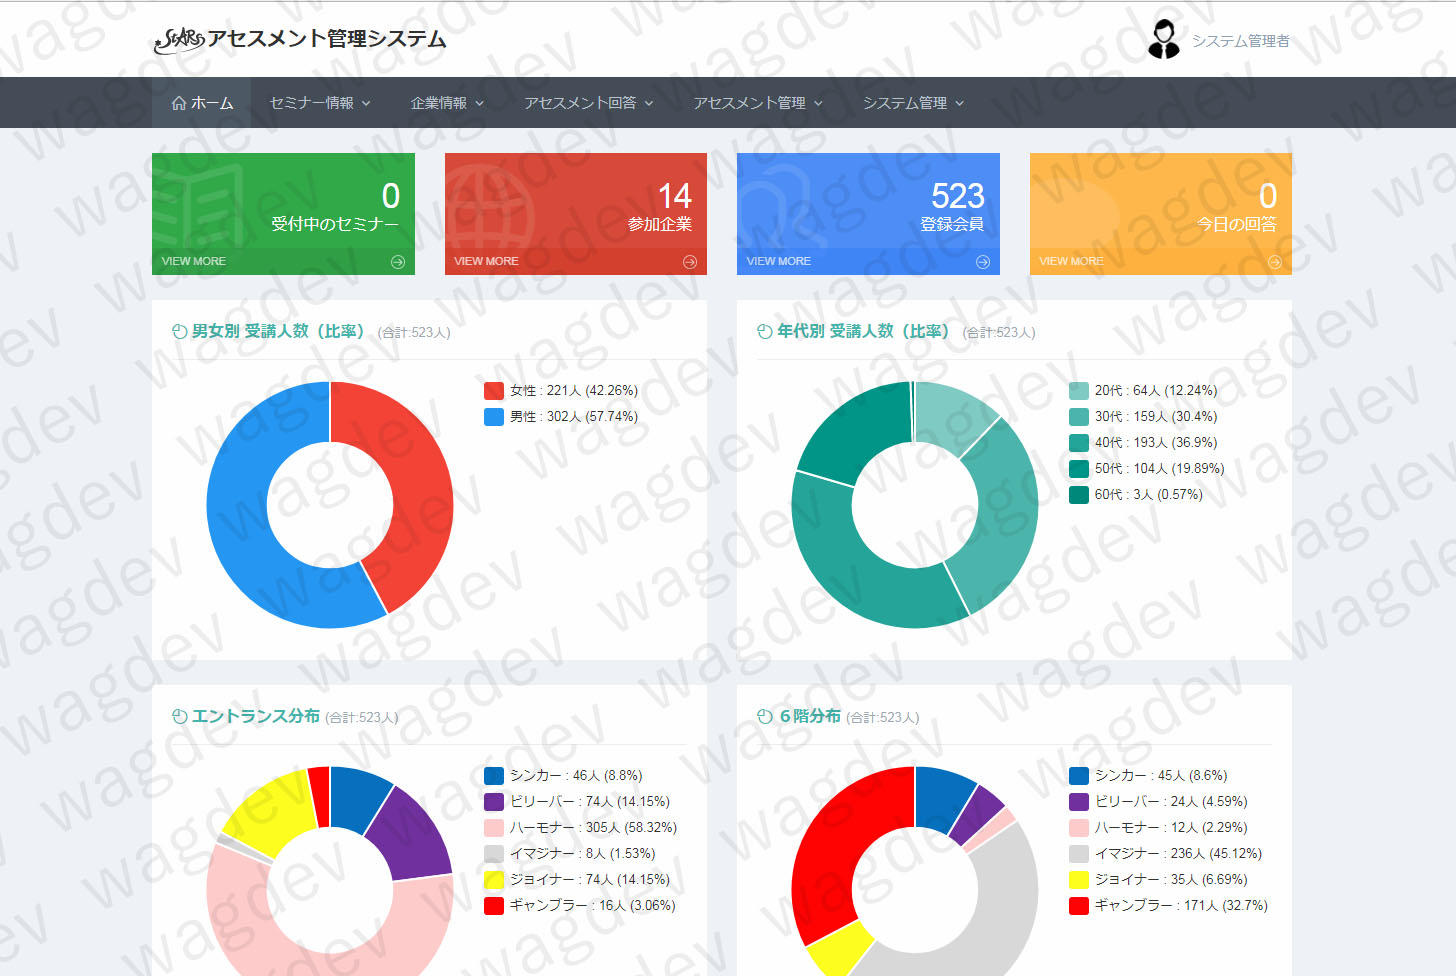 STARS アセスメント管理システム
システム管理者
ホーム セミナー情報 企業情報 アセスメント回答 アセスメント管理 システム管理
0
受付中のセミナー
VIEW MORE
14
参加企業
VIEW MORE
523
登録会員
VIEW MORE
0
今日の回答
VIEW MORE
男女別 受講人数（比率） (合計:523人)
女性 : 221人 (42.26%)
男性 : 302人 (57.74%)
年代別 受講人数（比率） (合計:523人)
20代 : 64人 (12.24%)
30代 : 159人 (30.4%)
40代 : 193人 (36.9%)
50代 : 104人 (19.89%)
60代 : 3人 (0.57%)
エントランス分布 (合計:523人)
シンカー : 46人 (8.8%)
ビリーバー : 74人 (14.15%)
ハーモナー : 305人 (58.32%)
イマジナー : 8人 (1.53%)
ジョイナー : 74人 (14.15%)
ギャンブラー : 16人 (3.06%)
６階分布 (合計:523人)
シンカー : 45人 (8.6%)
ビリーバー : 24人 (4.59%)
ハーモナー : 12人 (2.29%)
イマジナー : 236人 (45.12%)
ジョイナー : 35人 (6.69%)
ギャンブラー : 171人 (32.7%)
wagdev